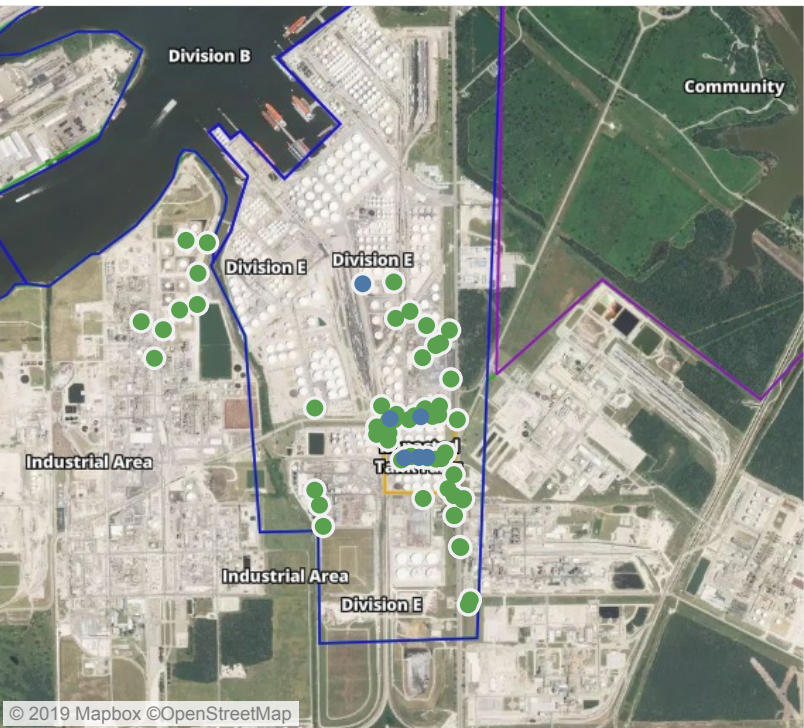 Division B
Community
Division E
Division E
Industrial Area
Industrial Area
Division E
© 2019 Mapbox ©OpenStreetMap